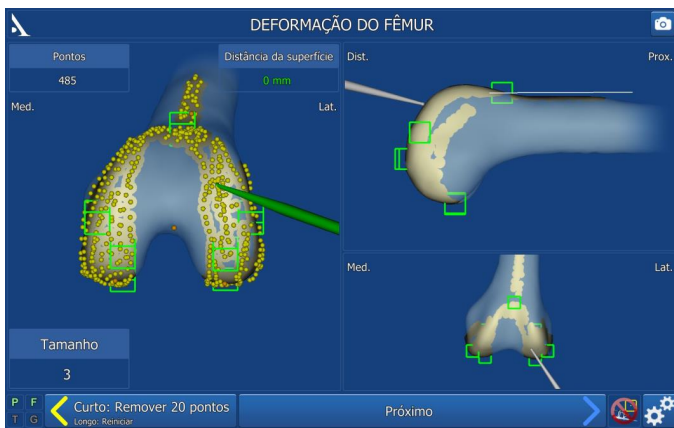 DEFORMAÇÃO DO FÊMUR
Pontos
485
Distância da superfície
0 mm
Med.
Lat.
Dist.
Prox.
Med.
Lat.
Tamanho
3
P F
T G
Curto: Remover 20 pontos
Longo: Reiniciar
Próximo